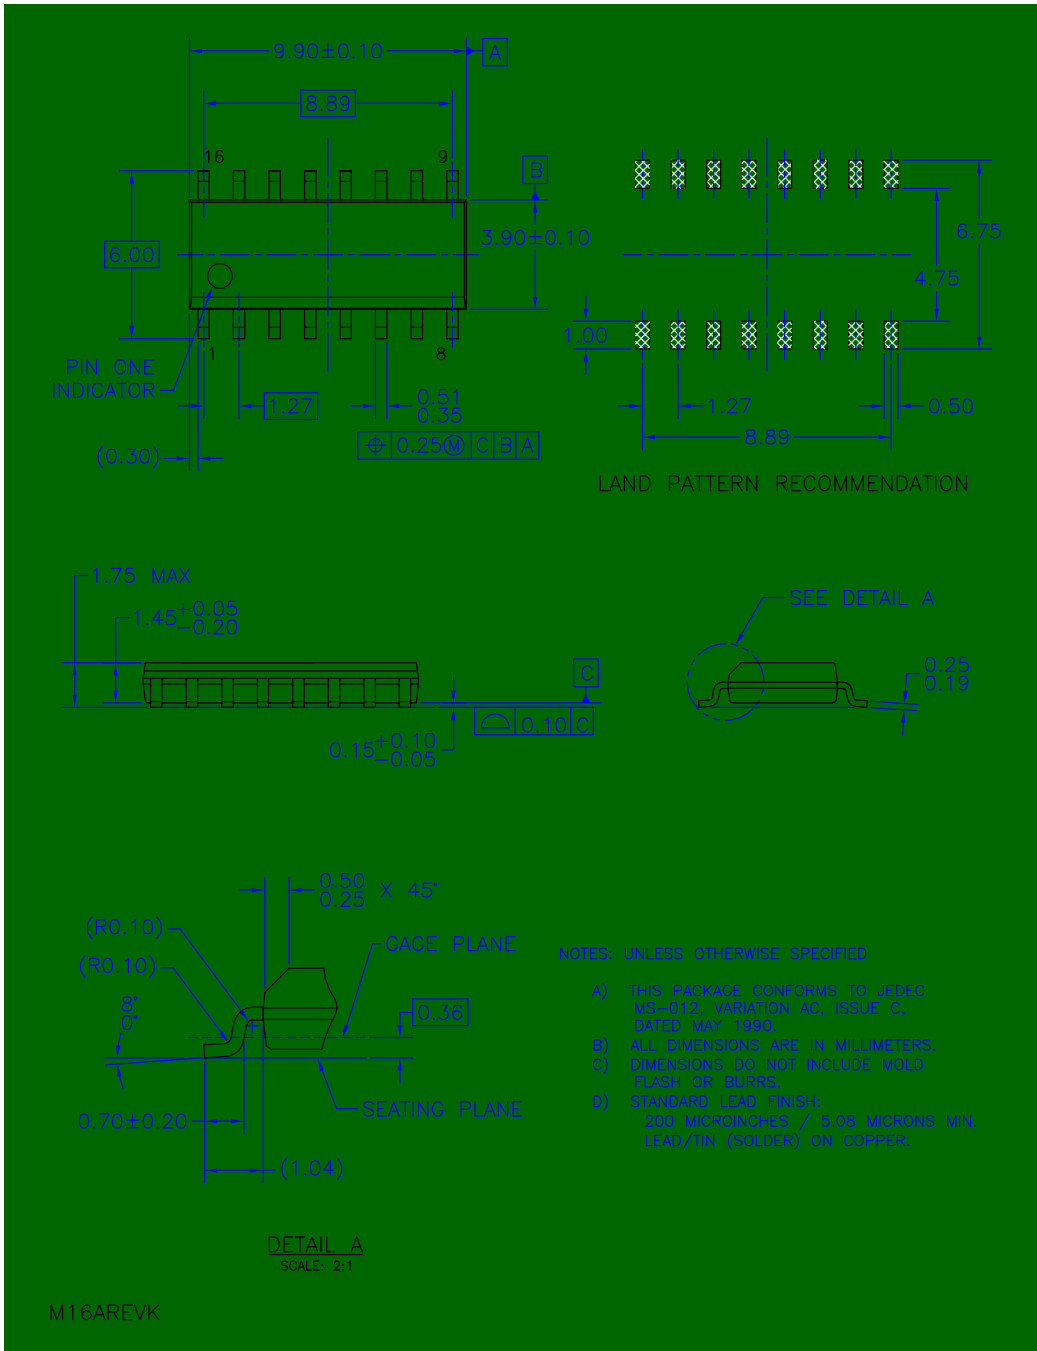 9.90±0.10
A
8.89
16
9
B
6.00
3.90±0.10
6.75
4.75
1.00
1
8
PIN ONE
INDICATOR
1.27
0.51
0.35
1.27
0.50
8.89
(0.30)
0.25Ⓜ C B A
LAND PATTERN RECOMMENDATION
1.75 MAX
1.45+0.05
−0.20
SEE DETAIL A
C
0.25
0.19
0.10 C
0.15+0.10
−0.05
0.50
0.25 X 45°
(R0.10)
GAGE PLANE
(R0.10)
8°
0°
0.36
SEATING PLANE
0.70±0.20
(1.04)
NOTES: UNLESS OTHERWISE SPECIFIED
A) THIS PACKAGE CONFORMS TO JEDEC
MS-012, VARIATION AC, ISSUE C,
DATED MAY 1990.
B) ALL DIMENSIONS ARE IN MILLIMETERS.
C) DIMENSIONS DO NOT INCLUDE MOLD
FLASH OR BURRS.
D) STANDARD LEAD FINISH:
200 MICROINCHES / 5.08 MICRONS MIN.
LEAD/TIN (SOLDER) ON COPPER.
DETAIL A
SCALE: 2:1
M16AREVK